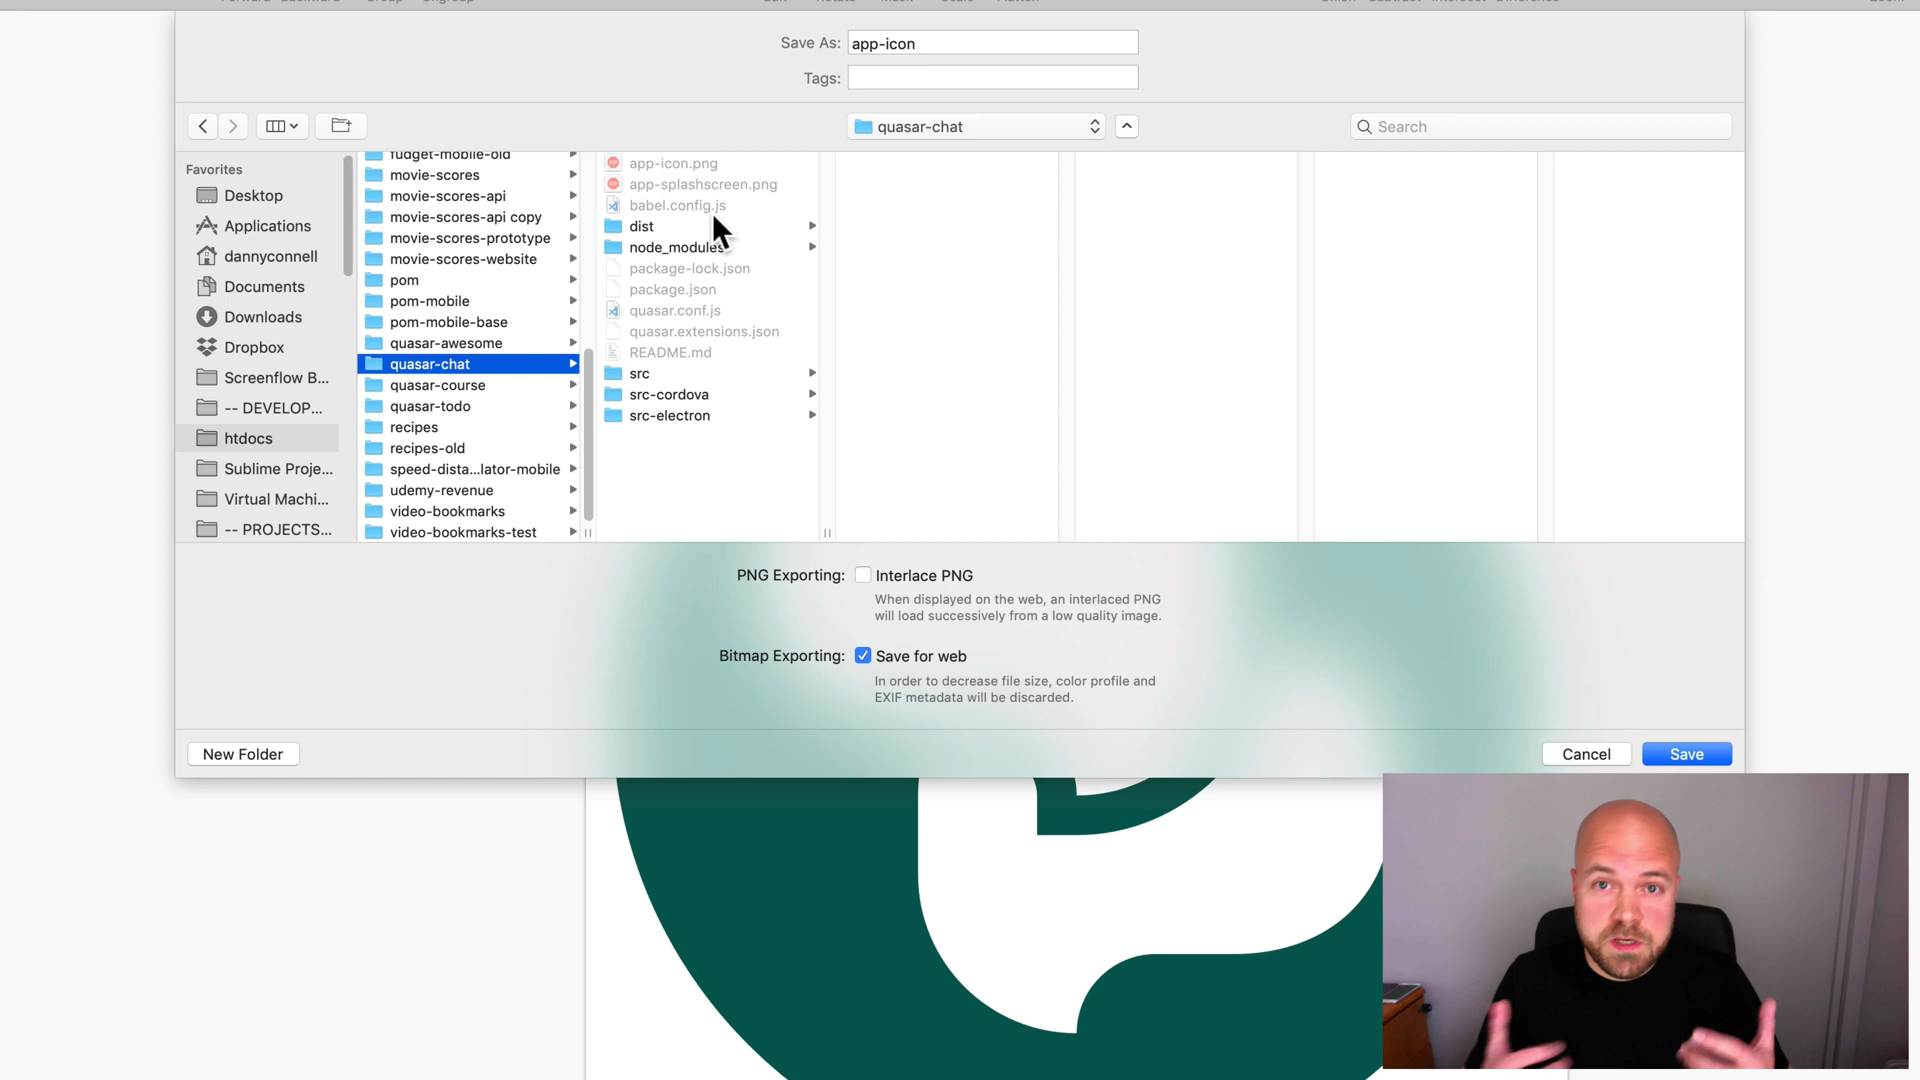 Save As: app-icon
Tags:
quasar-chat
Search
Favorites
Desktop
Applications
dannyconnell
Documents
Downloads
Dropbox
Screenflow B...
-- DEVELOP...
htdocs
Sublime Proje...
Virtual Machi...
-- PROJECTS...
fudget-mobile-old
movie-scores
movie-scores-api
movie-scores-api copy
movie-scores-prototype
movie-scores-website
pom
pom-mobile
pom-mobile-base
quasar-awesome
quasar-chat
quasar-course
quasar-todo
recipes
recipes-old
speed-dista...lator-mobile
udemy-revenue
video-bookmarks
video-bookmarks-test
app-icon.png
app-splashscreen.png
babel.config.js
dist
node_modules
package-lock.json
package.json
quasar.conf.js
quasar.extensions.json
README.md
src
src-cordova
src-electron
PNG Exporting: Interlace PNG
When displayed on the web, an interlaced PNG
will load successively from a low quality image.
Bitmap Exporting: Save for web
In order to decrease file size, color profile and
EXIF metadata will be discarded.
New Folder
Cancel
Save